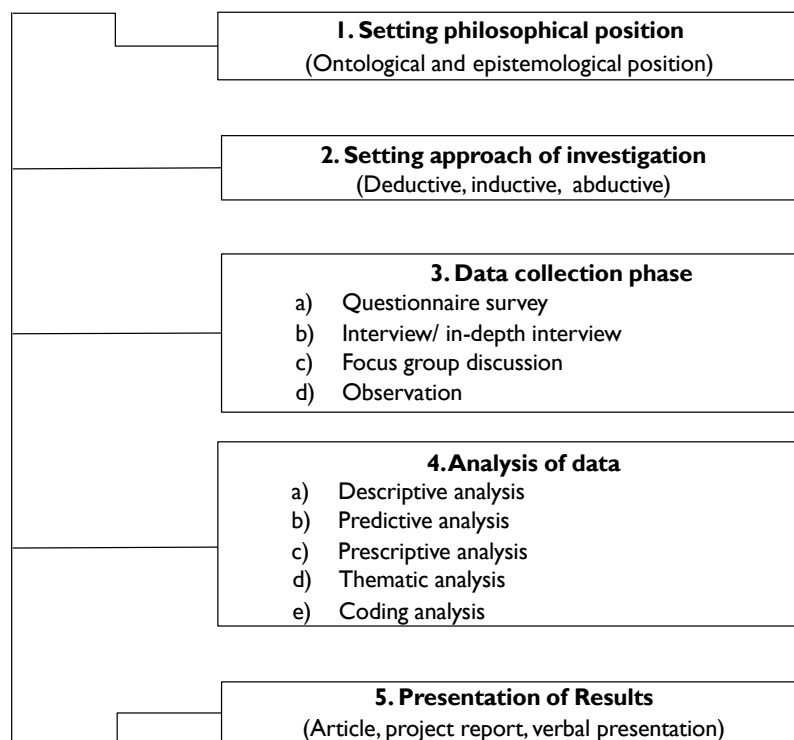 1. Setting philosophical position
(Ontological and epistemological position)
2. Setting approach of investigation
(Deductive, inductive, abductive)
3. Data collection phase
a) Questionnaire survey
b) Interview/ in-depth interview
c) Focus group discussion
d) Observation
4. Analysis of data
a) Descriptive analysis
b) Predictive analysis
c) Prescriptive analysis
d) Thematic analysis
e) Coding analysis
5. Presentation of Results
(Article, project report, verbal presentation)